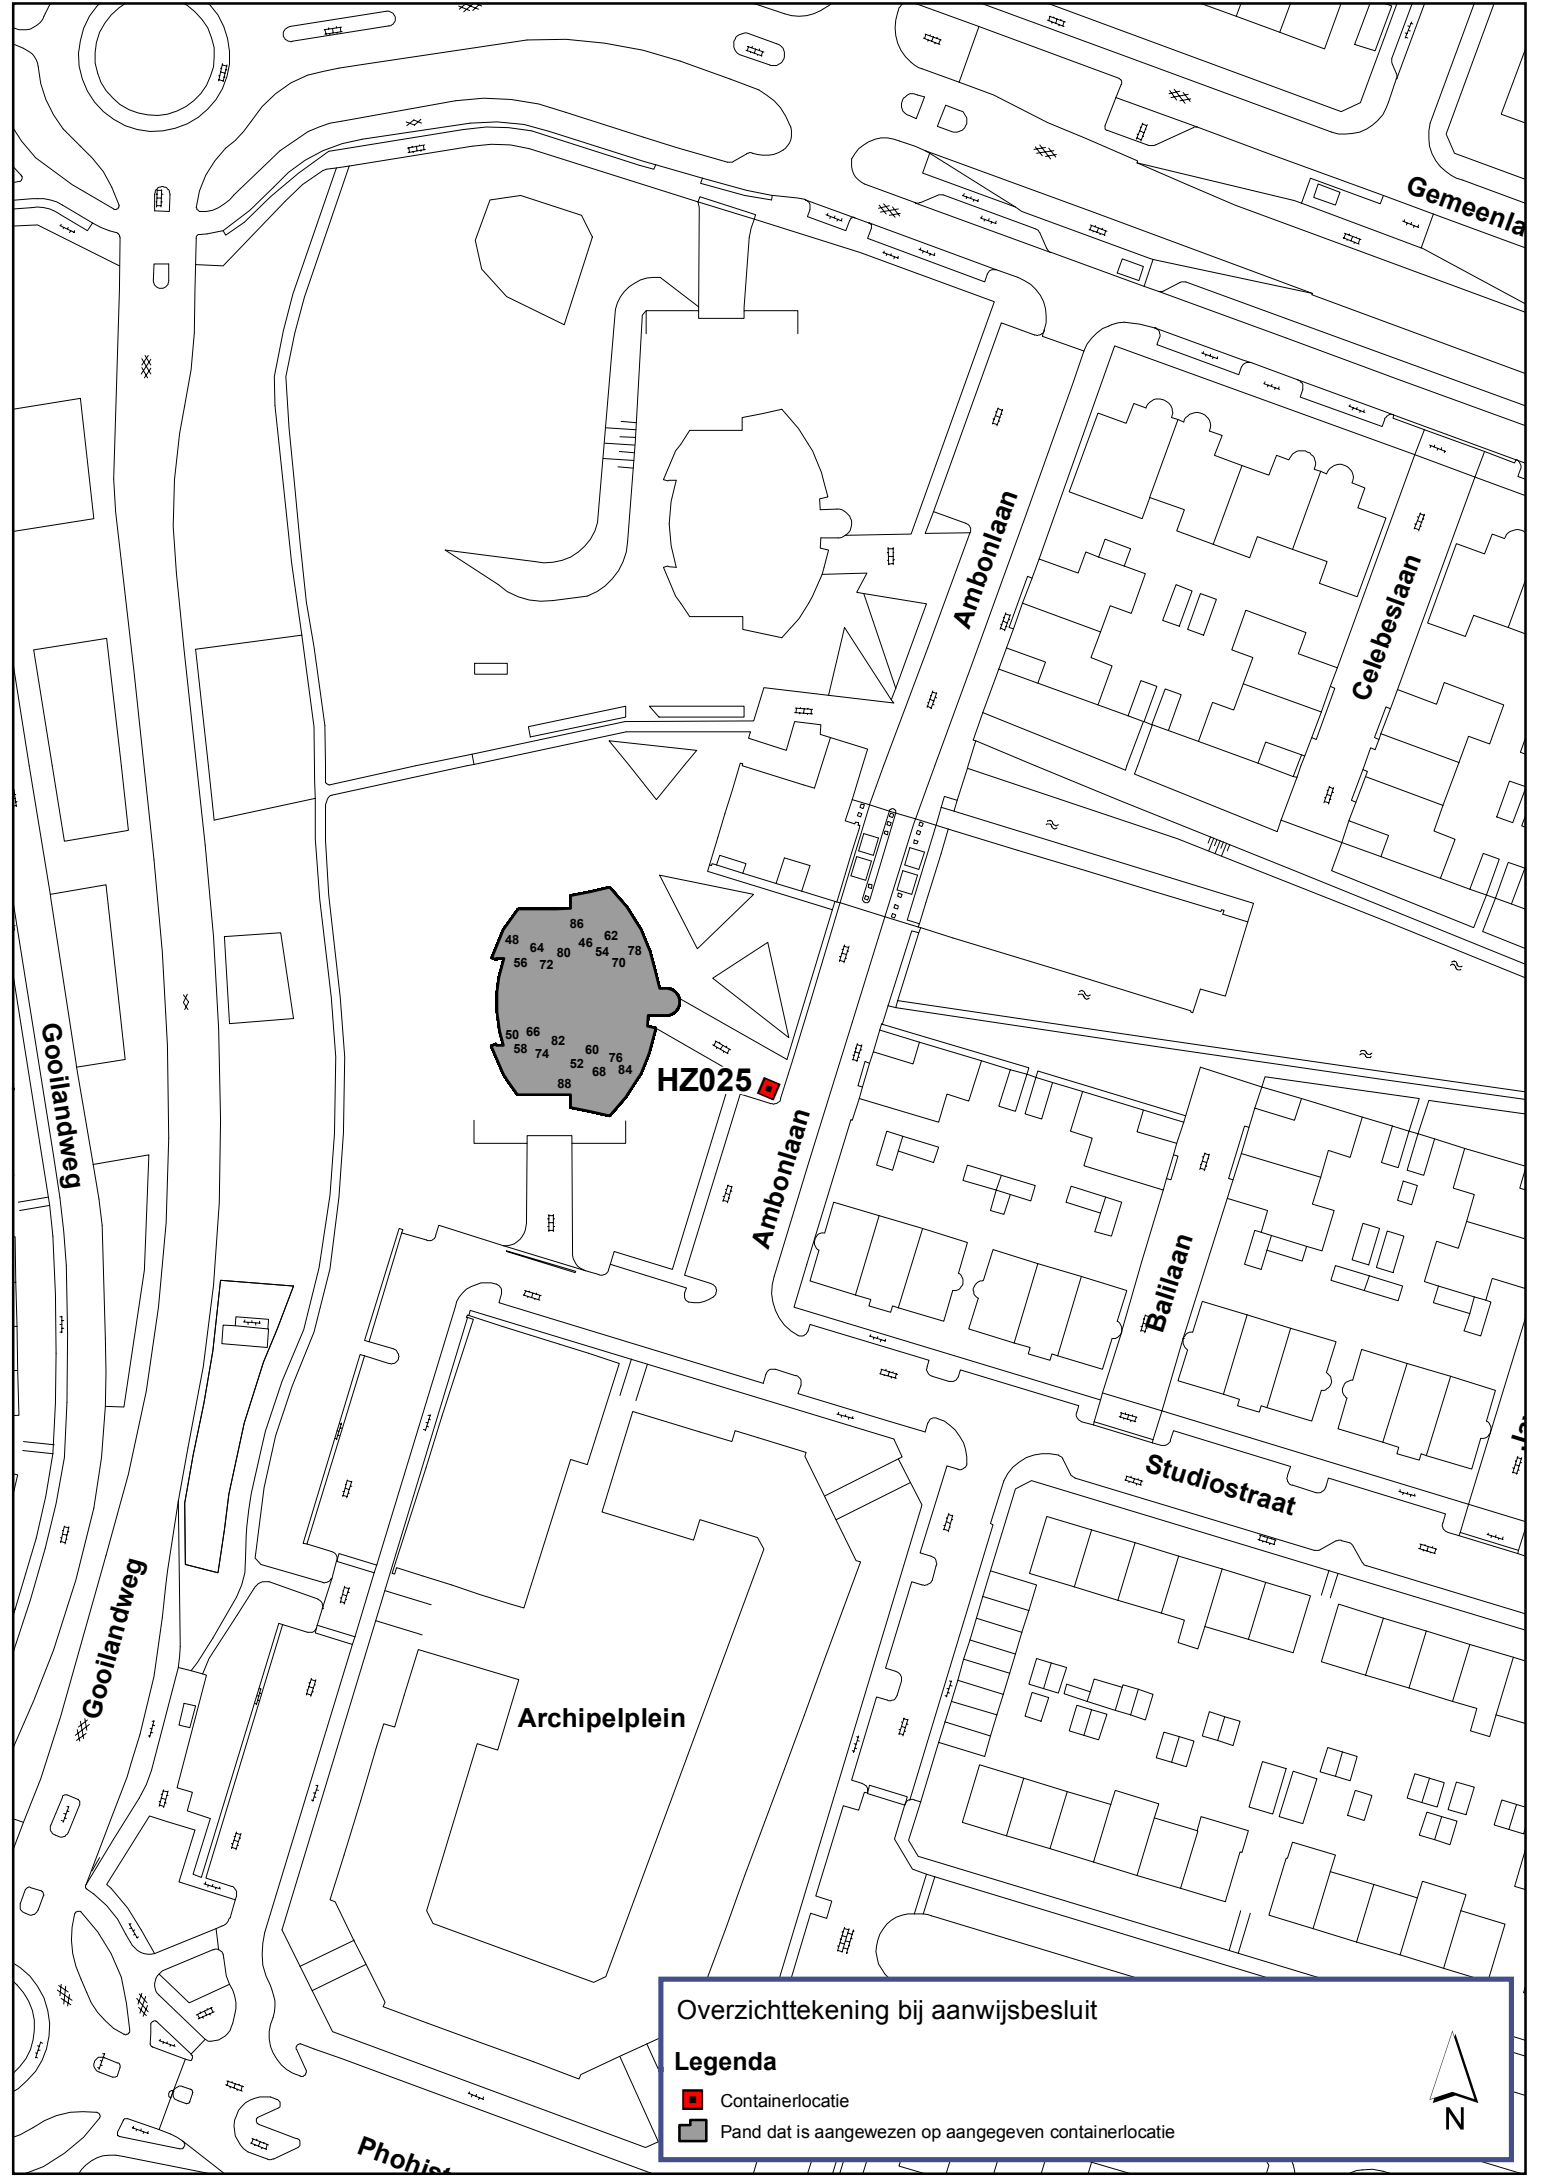 Gemeenla
Ambonlaan
Celebeslaan
86
48
64
80
46
62
54
78
56
72
70
Gooilandweg
50
66
82
60
58
74
52
76
68
84
88
HZ025
Ambonlaan
Balilaan
Studiostraat
Gooilandweg
Archipelplein
Overzichttekening bij aanwijsbesluit
Legenda
Containerlocatie
Pand dat is aangewezen op aangegeven containerlocatie
N